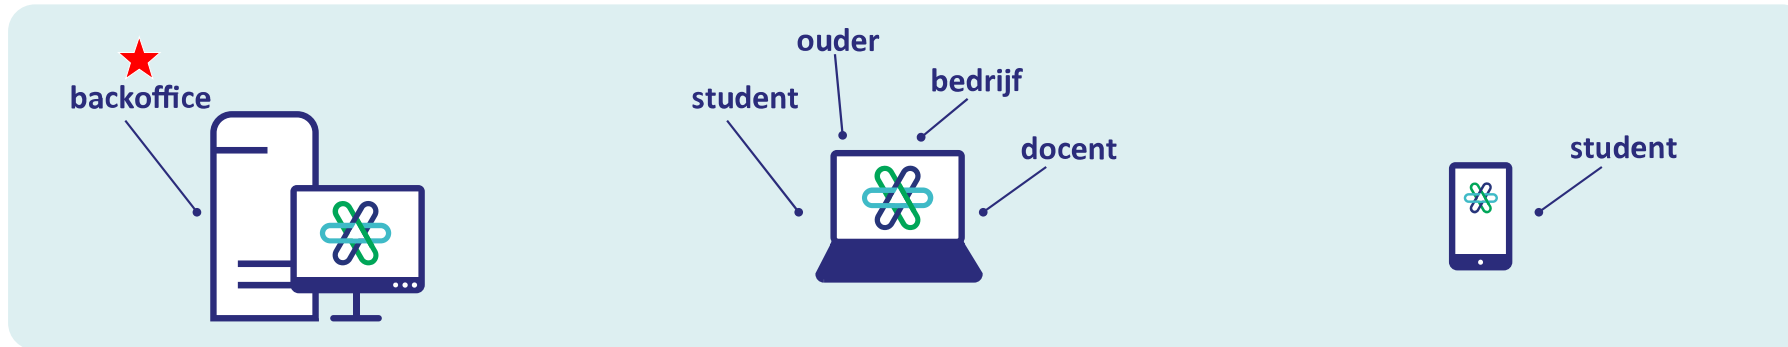 backoffice
student
ouder
bedrijf
docent
student